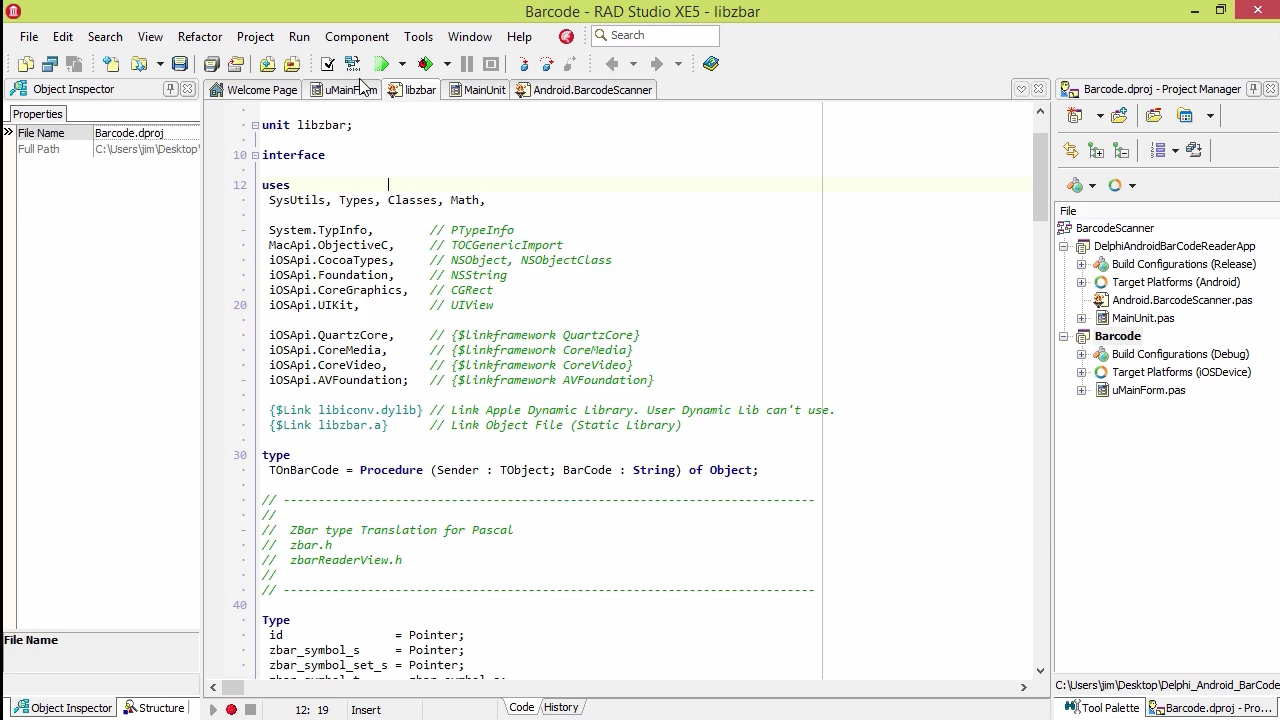 Barcode - RAD Studio XE5 - libzbar
File Edit Search View Refactor Project Run Component Tools Window Help Search
Object Inspector
Properties
File Name Barcode.dproj
Full Path C:\Users\jim\Desktop'
File Name
Object Inspector Structure
Welcome Page libzbar MainUnit Android.BarcodeScanner
unit libzbar;
10 interface
12 uses
SysUtils, Types, Classes, Math,
System.TypInfo, // PTypeInfo
MacApi.ObjectiveC, // TOCGenericImport
iOSApi.CocoaTypes, // NSObject, NSObjectClass
iOSApi.Foundation, // NSString
iOSApi.CoreGraphics, // CGRect
20 iOSApi.UIKit, // UIView
iOSApi.QuartzCore, // {$linkframework QuartzCore}
iOSApi.CoreMedia, // {$linkframework CoreMedia}
iOSApi.CoreVideo, // {$linkframework CoreVideo}
iOSApi.AVFoundation; // {$linkframework AVFoundation}
{$Link libiconv.dylib} // Link Apple Dynamic Library. User Dynamic Lib can't use.
{$Link libzbar.a} // Link Object File (Static Library)
30 type
TOnBarCode = Procedure (Sender : TObject; BarCode : String) of Object;
// ----------------------------------------------------------------------------
//
// ZBar type Translation for Pascal
// zbar.h
// zbarReaderView.h
//
// ----------------------------------------------------------------------------
40
Type
id = Pointer;
zbar_symbol_s = Pointer;
zbar_symbol_set_s = Pointer;
12: 19 Insert Code History
Barcode.dproj - Project Manager
File
BarcodeScanner
DelphiAndroidBarCodeReaderApp
Build Configurations (Release)
Target Platforms (Android)
Android.BarcodeScanner.pas
MainUnit.pas
Barcode
Build Configurations (Debug)
Target Platforms (iOSDevice)
uMainForm.pas
C:\Users\jim\Desktop\Delphi_Android_BarCode
Tool Palette Barcode.dproj - Pro...